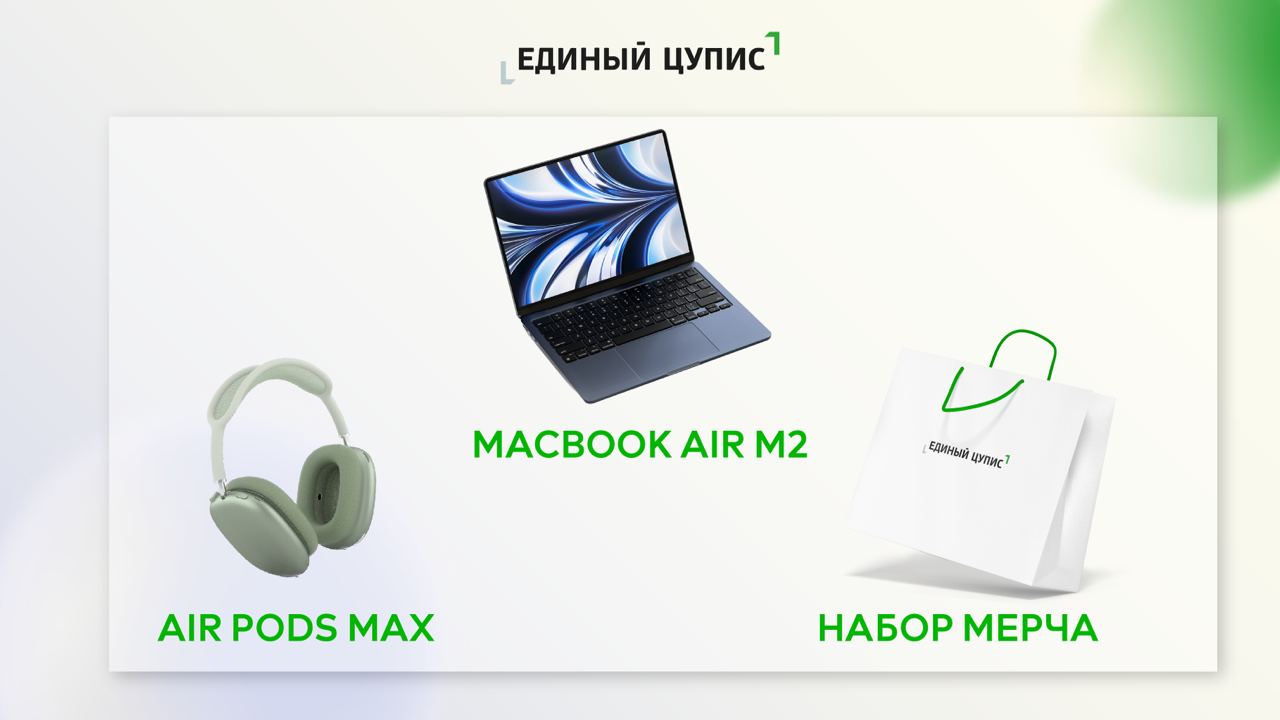 ЕДИНЫЙ ЦУПИС
MACBOOK AIR M2
ЕДИНЫЙ ЦУПИС
AIR PODS MAX
НАБОР МЕРЧА